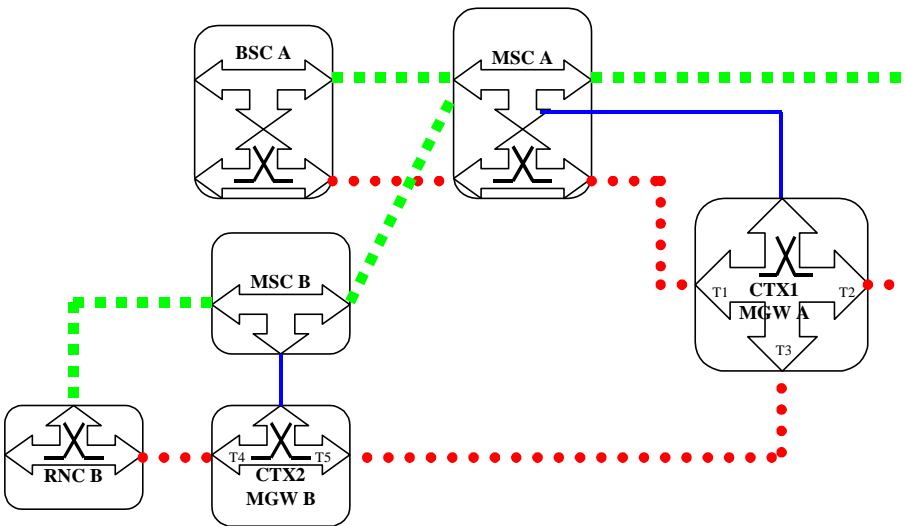 BSC A
MSC A
MSC B
T1
CTX1
T2
MGW A
T3
RNC B
T4
CTX2
T5
MGW B